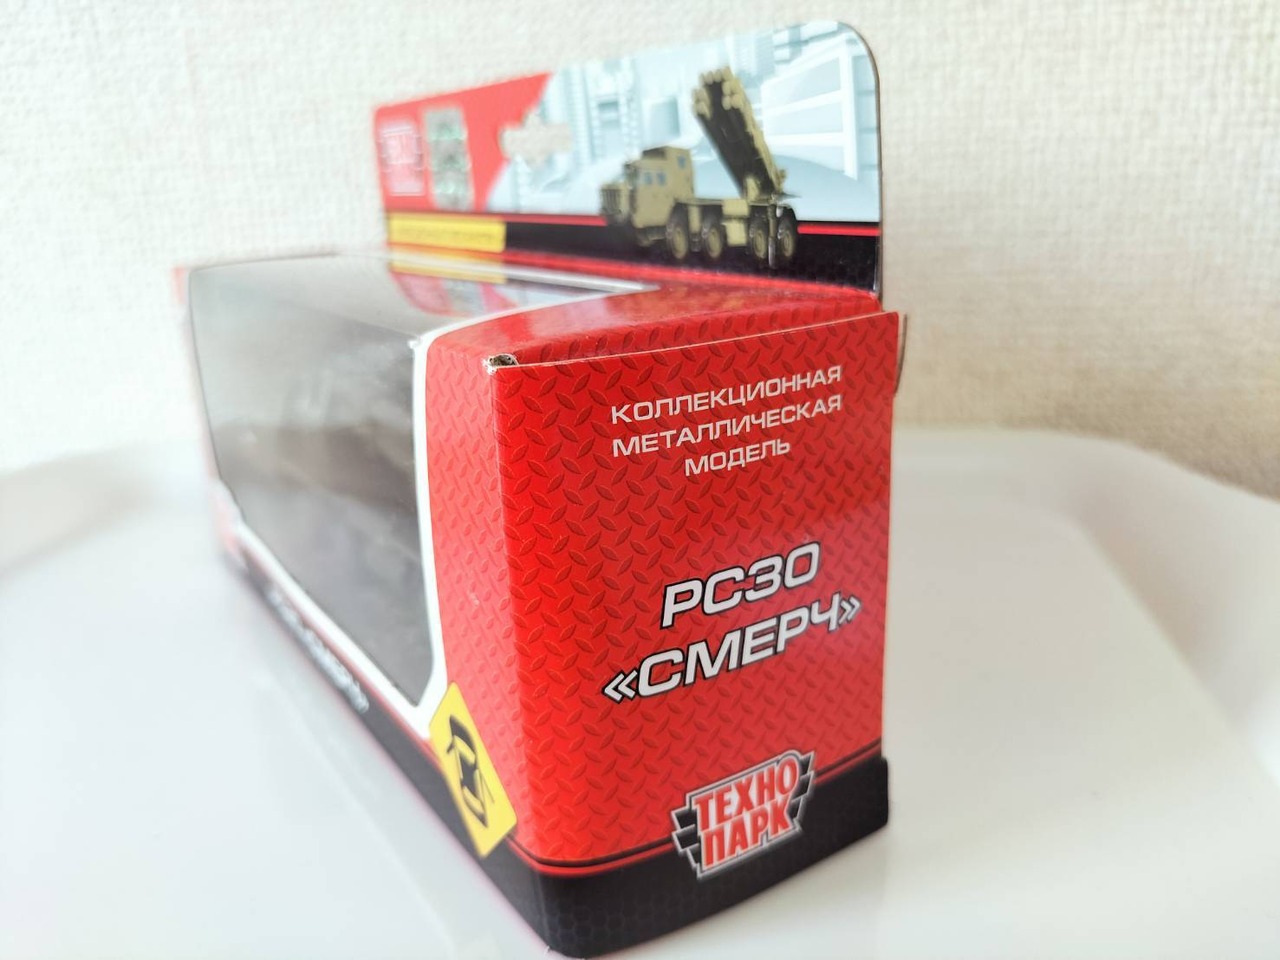 КОЛЛЕКЦИОННАЯ
МЕТАЛЛИЧЕСКАЯ
МОДЕЛЬ
РСЗО
«СМЕРЧ»
ТЕХНО
ПАРК